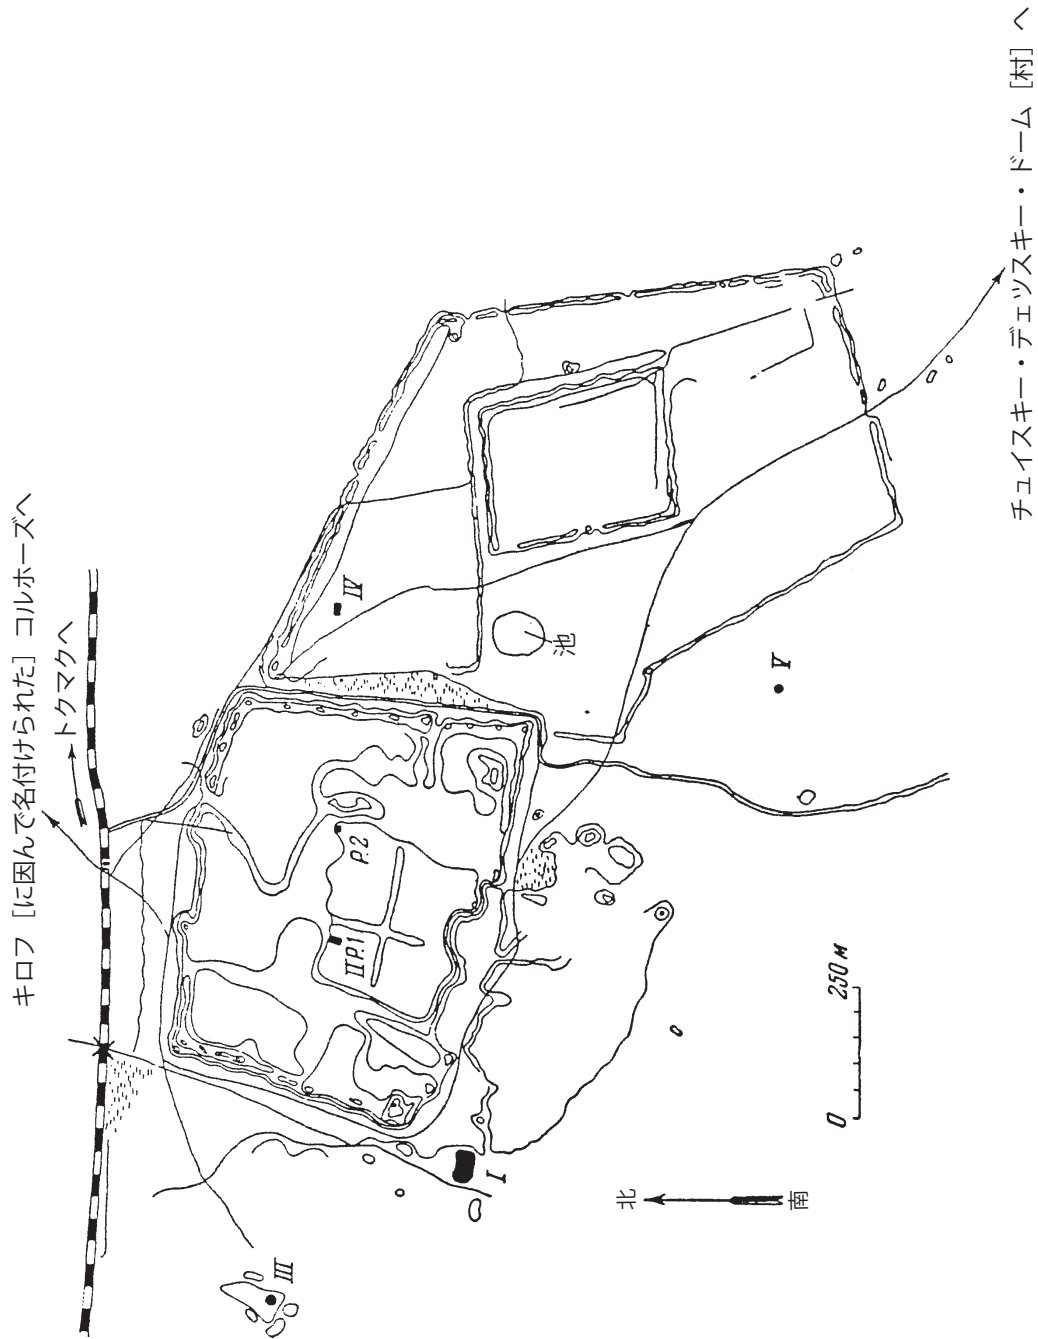 キロフ［に因んで名付けられた］コルホーズへ
トクマクへ
チュイスキー・デェツスキー・ドーム［村］へ
IV
池
V
P.2
II P.1
I
III
0 250 м
北
南